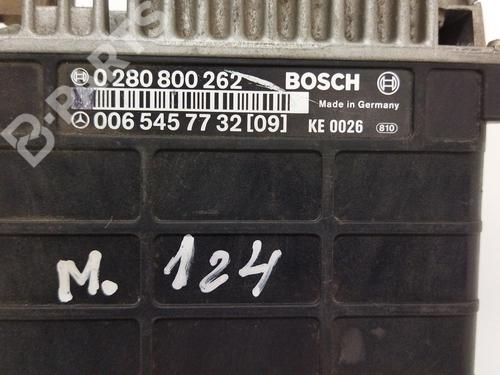 0 280 800 262 BOSCH
Made in Germany
006 545 77 32 [09] KE 0026 810
M. 124
B-PARTS